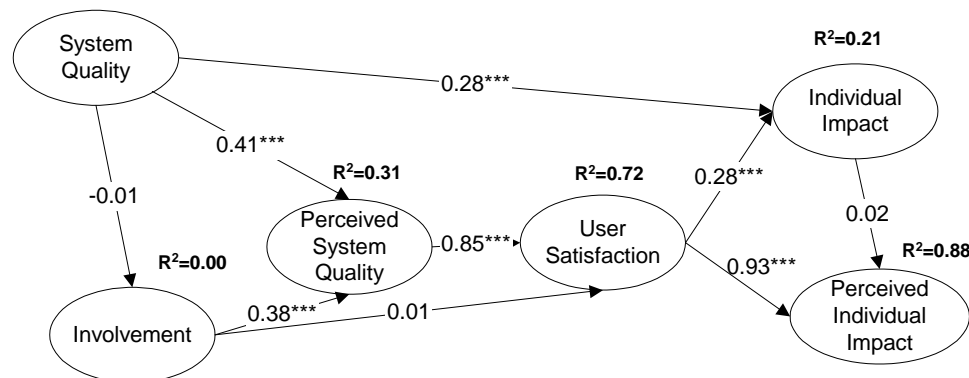 System
Quality
R²=0.21
0.28***
Individual
Impact
0.41***
R²=0.31
R²=0.72
0.28***
-0.01
Perceived
System
Quality
0.85***
User
Satisfaction
0.02
R²=0.00
R²=0.88
0.93***
Involvement
0.38***
0.01
Perceived
Individual
Impact